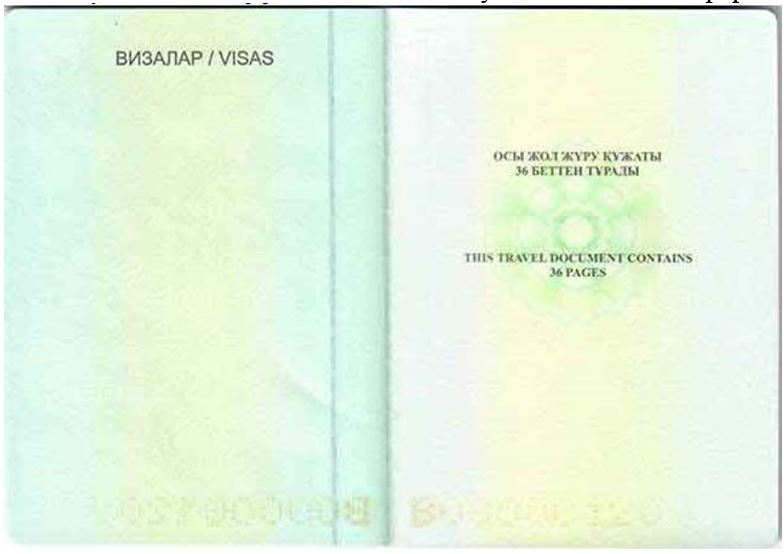 ВИЗАЛАР / VISAS
ОСЫ ЖОЛ ЖҮРУ ҚҰЖАТЫ
36 БЕТТЕН ТҰРАДЫ
THIS TRAVEL DOCUMENT CONTAINS
36 PAGES